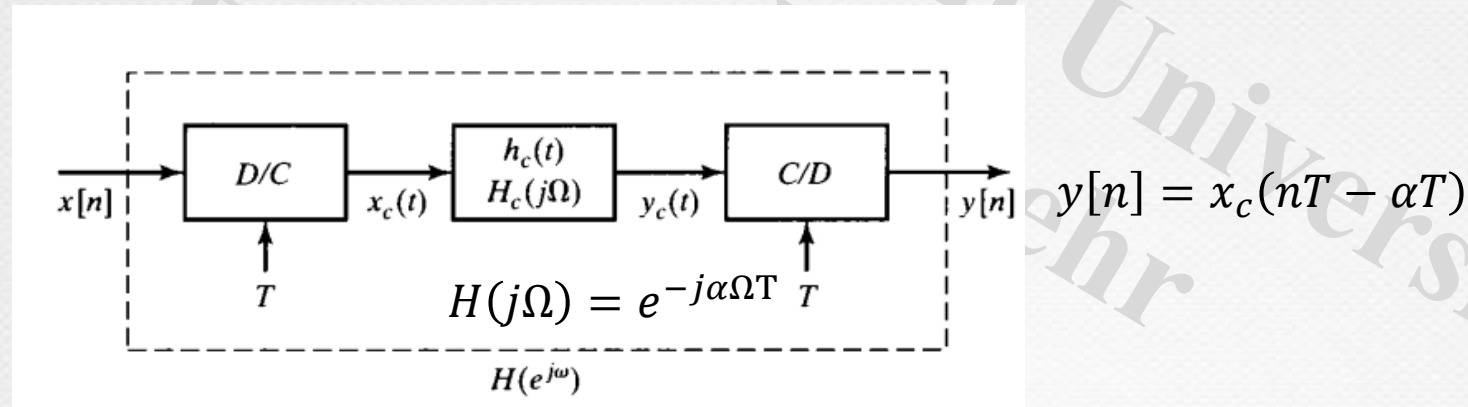 D/C
h_c(t)
H_c(jΩ)
C/D
x[n]
x_c(t)
y_c(t)
y[n]
y[n] = x_c(nT − αT)
T
H(jΩ) = e^{−jαΩT}
T
H(e^{jω})